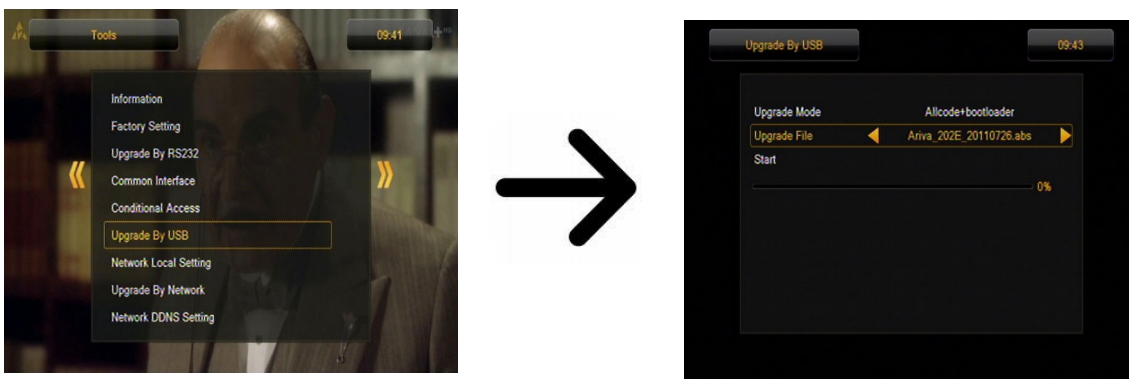 Tools
09:41
Information
Factory Setting
Upgrade By RS232
Common Interface
Conditional Access
Upgrade By USB
Network Local Setting
Upgrade By Network
Network DDNS Setting
Upgrade By USB
09:43
Upgrade Mode Allcode+bootloader
Upgrade File Ariva_202E_20110726.abs
Start
0%